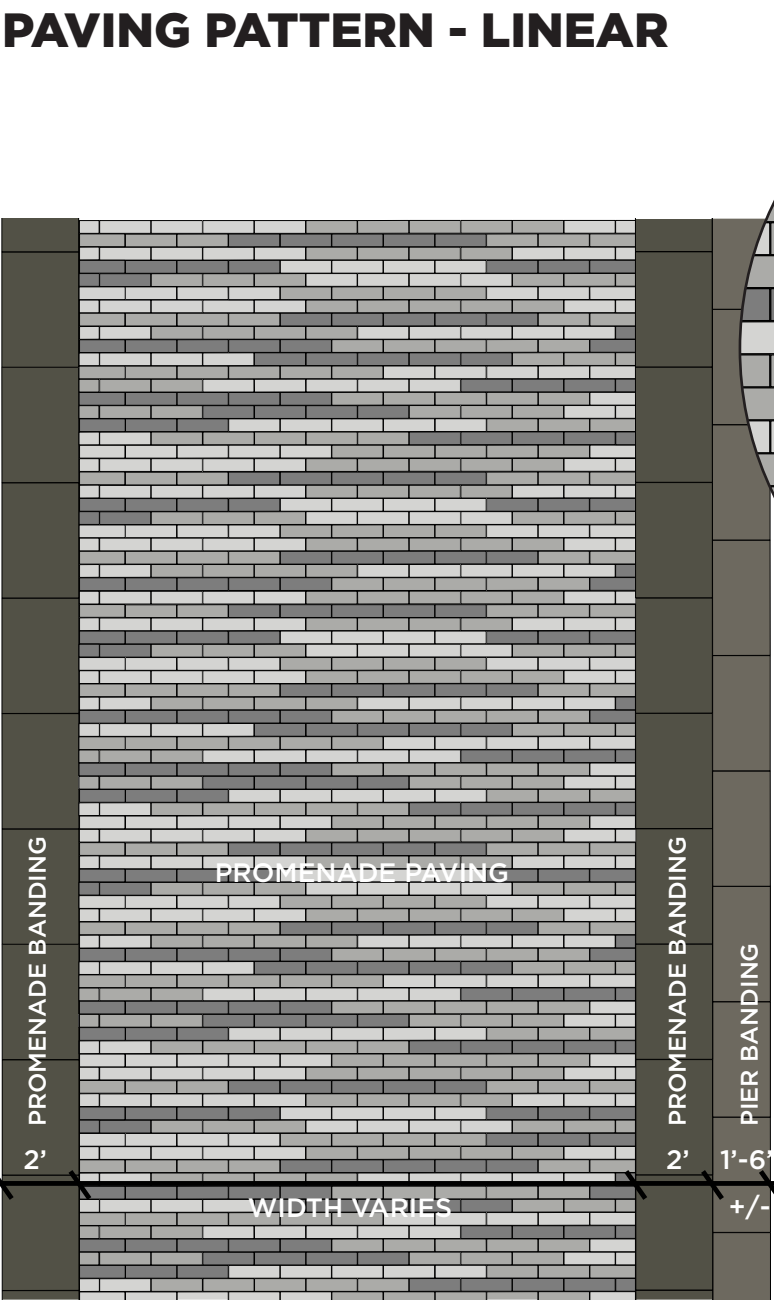 PAVING PATTERN - LINEAR
PROMENADE PAVING
PROMENADE BANDING
PROMENADE BANDING
PIER BANDING
2’
2’
1’-6”
WIDTH VARIES
+/-